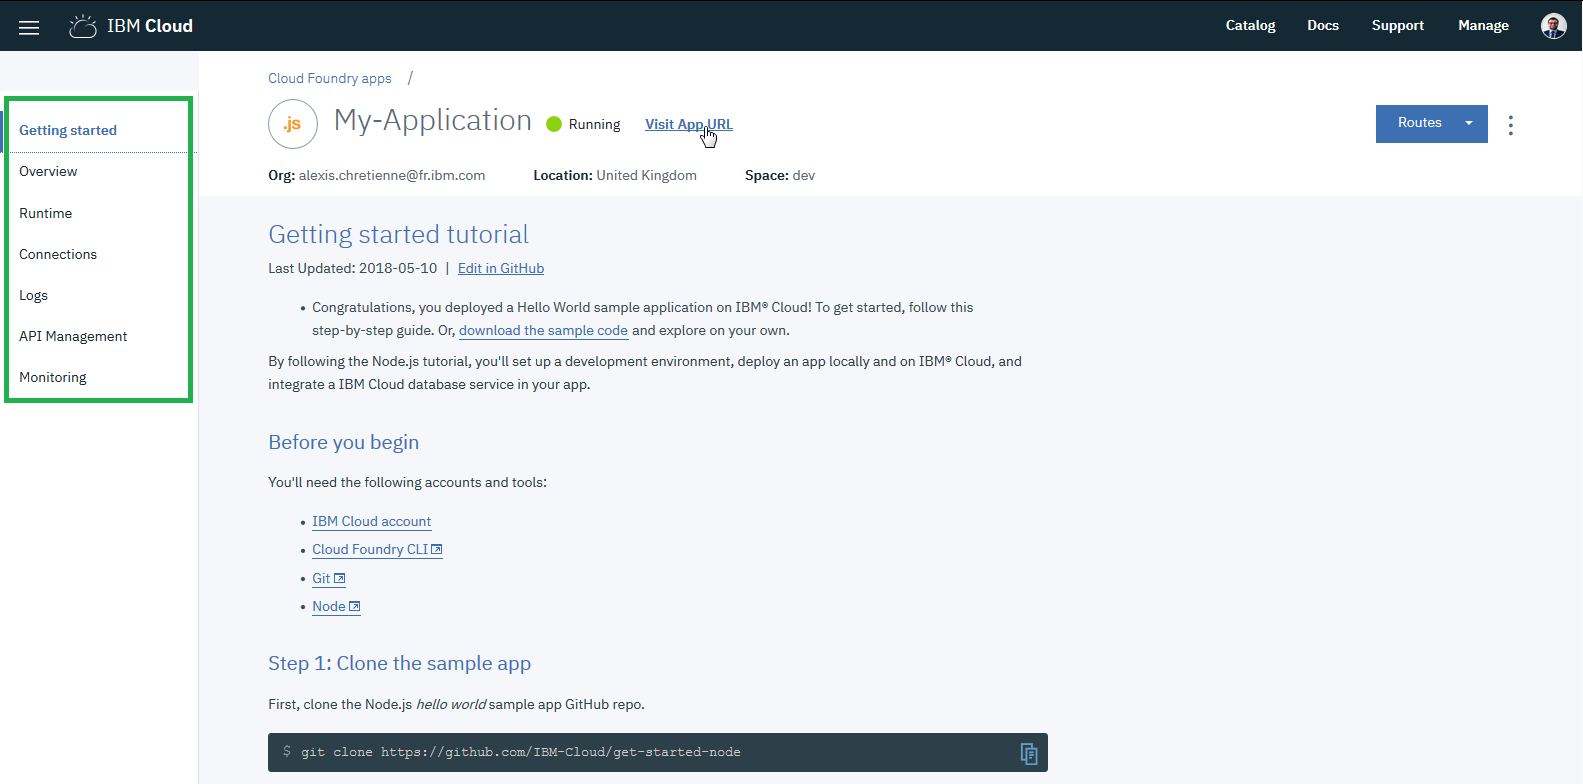 IBM Cloud
Catalog
Docs
Support
Manage
Getting started
Overview
Runtime
Connections
Logs
API Management
Monitoring
Cloud Foundry apps /
.js
My-Application
Running
Visit App URL
Routes
Org: alexis.chretienne@fr.ibm.com
Location: United Kingdom
Space: dev
Getting started tutorial
Last Updated: 2018-05-10 | Edit in GitHub
• Congratulations, you deployed a Hello World sample application on IBM® Cloud! To get started, follow this
step-by-step guide. Or, download the sample code and explore on your own.
By following the Node.js tutorial, you'll set up a development environment, deploy an app locally and on IBM® Cloud, and
integrate a IBM Cloud database service in your app.
Before you begin
You'll need the following accounts and tools:
• IBM Cloud account
• Cloud Foundry CLI
• Git
• Node
Step 1: Clone the sample app
First, clone the Node.js hello world sample app GitHub repo.
$ git clone https://github.com/IBM-Cloud/get-started-node